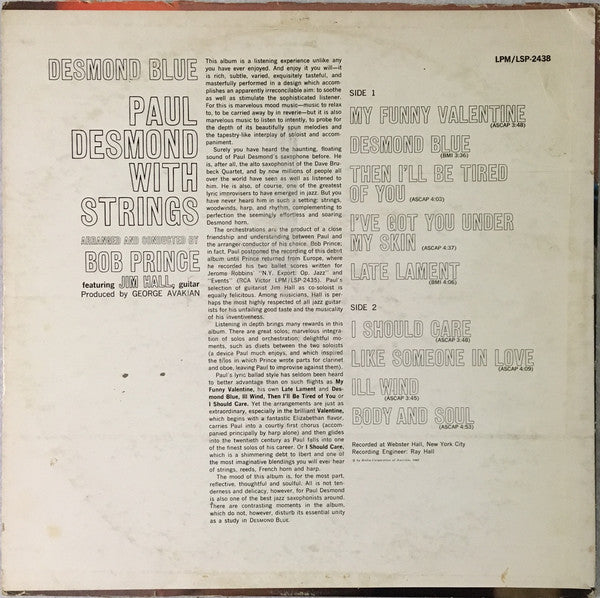 DESMOND BLUE
PAUL
DESMOND
WITH
STRINGS
ARRANGED AND CONDUCTED BY
BOB PRINCE
featuring JIM HALL, guitar
Produced by GEORGE AVAKIAN
This album is a listening experience unlike any
you have ever enjoyed. And enjoy it you will—it
is rich, subtle, varied, exquisitely tasteful, and
masterfully performed in a design which accom-
plishes an apparently irreconcilable aim: to soothe
as well as stimulate the sophisticated listener.
For this is marvelous mood music—music to relax
to, to be carried away by in reverie—but it is also
marvelous music to listen to intently, to probe for
the depth of its beautifully spun melodies and
the tapestry-like interplay of soloist and accom-
paniment.
Surely you have heard the haunting, floating
sound of Paul Desmond's saxophone before. He
is, after all, the alto saxophonist of the Dave Bru-
beck Quartet, and by now millions of people all
over the world have seen as well as listened to
him. He is also, of course, one of the greatest
lyric improvisers to have emerged in jazz. But you
have never heard him in such a setting: strings,
woodwinds, harp, and rhythm, complementing to
perfection the seemingly effortless and soaring
Desmond horn.
The orchestrations are the product of a close
friendship and understanding between Paul and
the arranger-conductor of his choice, Bob Prince;
in fact, Paul postponed the recording of this debut
album until Prince returned from Europe, where
he recorded his two ballet scores written for
Jerome Robbins' "N.Y. Export: Op. Jazz" and
"Events" (RCA Victor LPM/LSP-2435). Paul's
selection of guitarist Jim Hall as co-soloist is
equally felicitous. Among musicians, Hall is per-
haps the most highly respected of all jazz guitar-
ists for his unfailing good taste and the musicality
of his inventiveness.
Listening in depth brings many rewards in this
album. There are great solos; marvelous integra-
tion of solos and orchestration; delightful mo-
ments, such as duets between the two soloists
(a device Paul much enjoys, and which inspired
the trios in which Prince wrote parts for clarinet
and oboe, leaving Paul to improvise against them).
Paul's lyric ballad style has seldom been heard
to better advantage than on such flights as My
Funny Valentine, his own Late Lament and Des-
mond Blue, Ill Wind, Then I'll Be Tired of You or
I Should Care. Yet the arrangements are just as
extraordinary, especially in the brilliant Valentine,
which begins with a fantastic Elizabethan flavor,
carries Paul into a courtly first chorus (accom-
panied principally by harp alone) and then glides
into the twentieth century as Paul falls into one
of the finest solos of his career. Or I Should Care,
which is a shimmering debt to Ibert and one of
the most imaginative blendings you will ever hear
of strings, reeds, French horn and harp.
The mood of this album is, for the most part,
reflective, thoughtful and soulful. All is not ten-
derness and delicacy, however, for Paul Desmond
is also one of the best jazz saxophonists around.
There are contrasting moments in the album,
which do not, however, disturb its essential unity
as a study in DESMOND BLUE.
LPM/LSP-2438
SIDE 1
MY FUNNY VALENTINE
(ASCAP 3:48)
DESMOND BLUE
(BMI 3:36)
THEN I'LL BE TIRED
OF YOU (ASCAP 4:03)
I'VE GOT YOU UNDER
MY SKIN (ASCAP 4:37)
LATE LAMENT
(BMI 4:06)
SIDE 2
I SHOULD CARE
(ASCAP 3:48)
LIKE SOMEONE IN LOVE
(ASCAP 4:09)
ILL WIND
(ASCAP 3:45)
BODY AND SOUL
(ASCAP 4:53)
Recorded at Webster Hall, New York City
Recording Engineer: Ray Hall